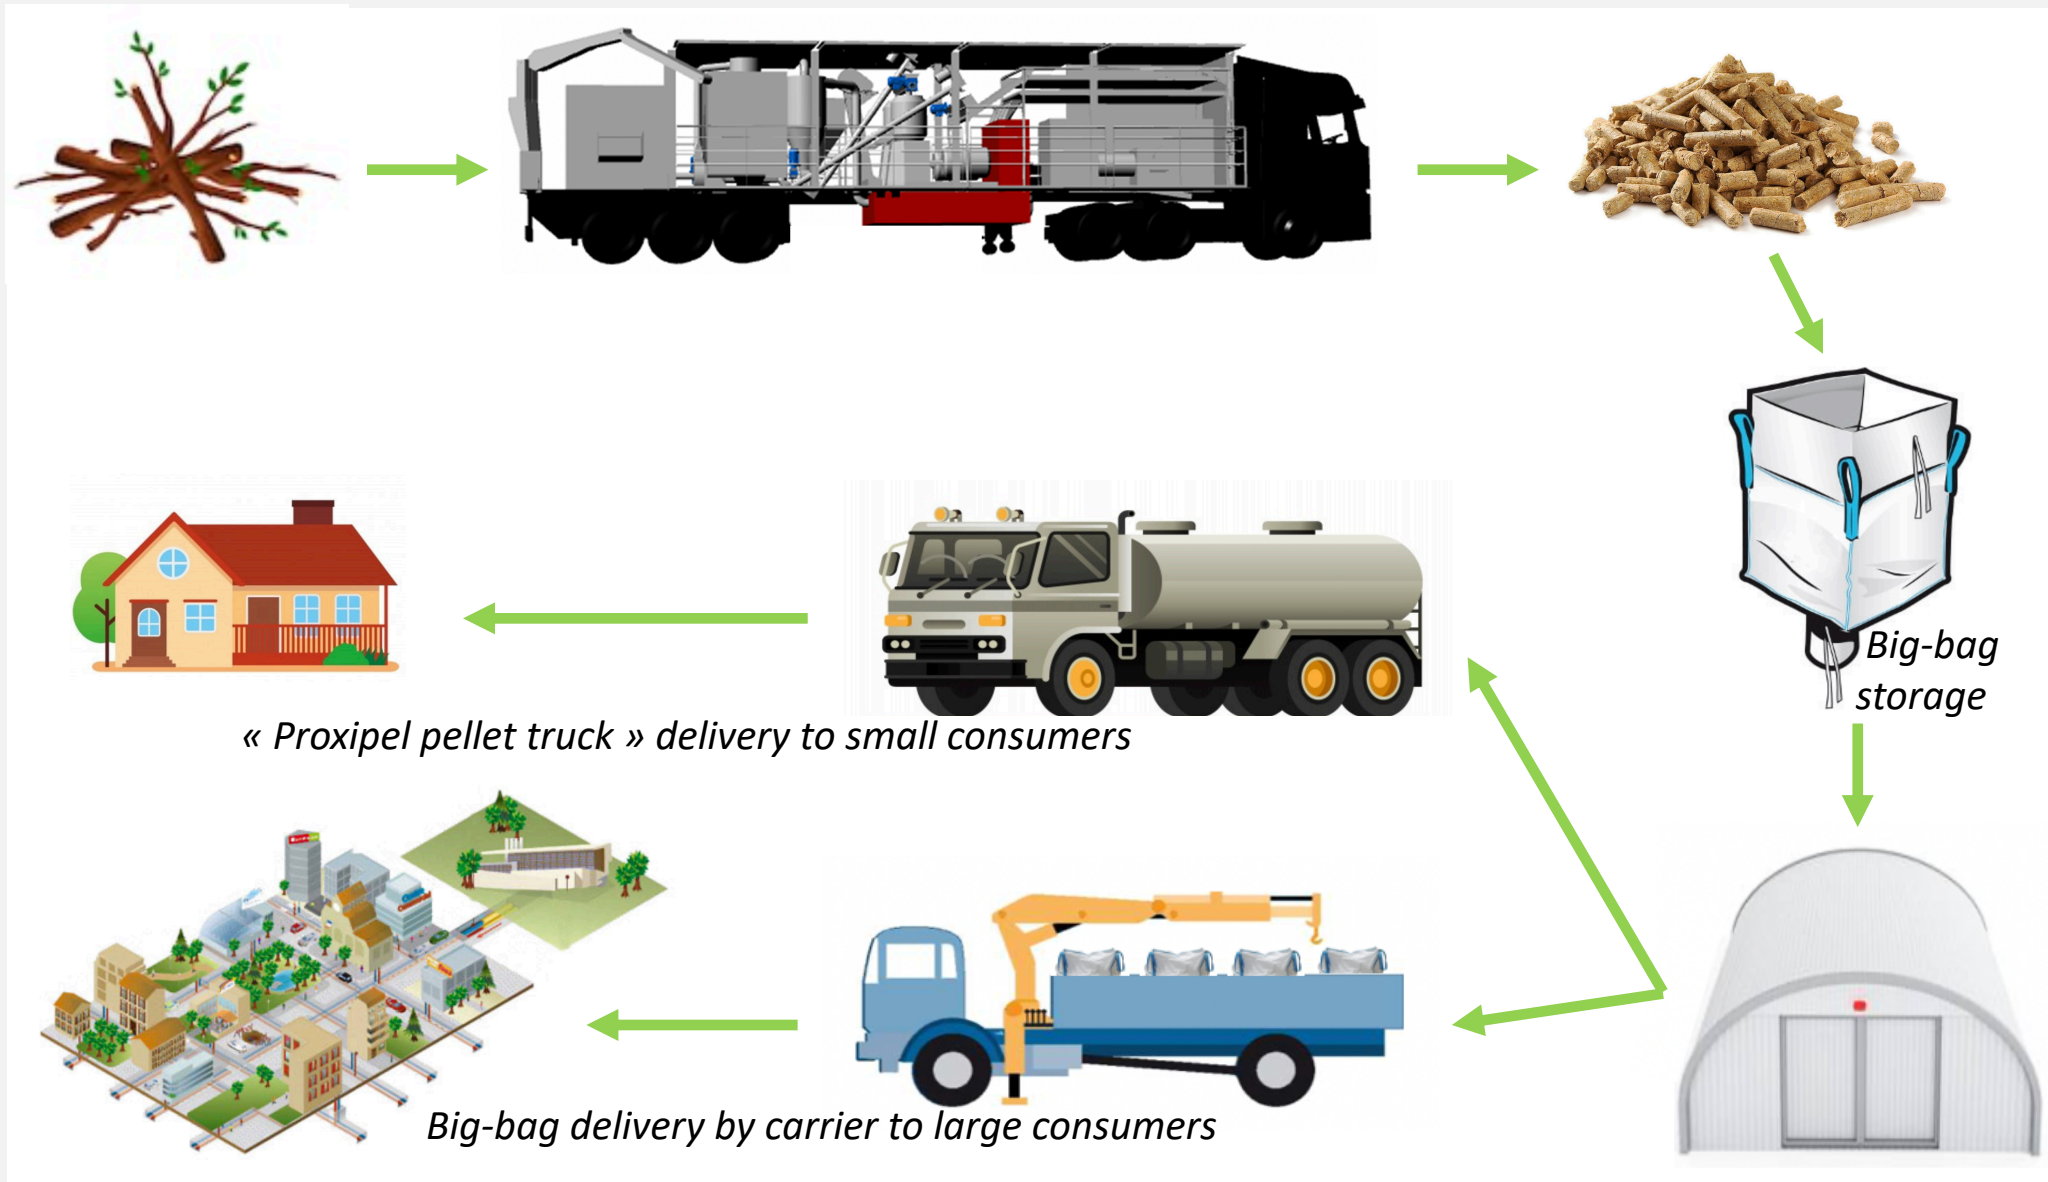 Big-bag
storage
« Proxipel pellet truck » delivery to small consumers
Big-bag delivery by carrier to large consumers